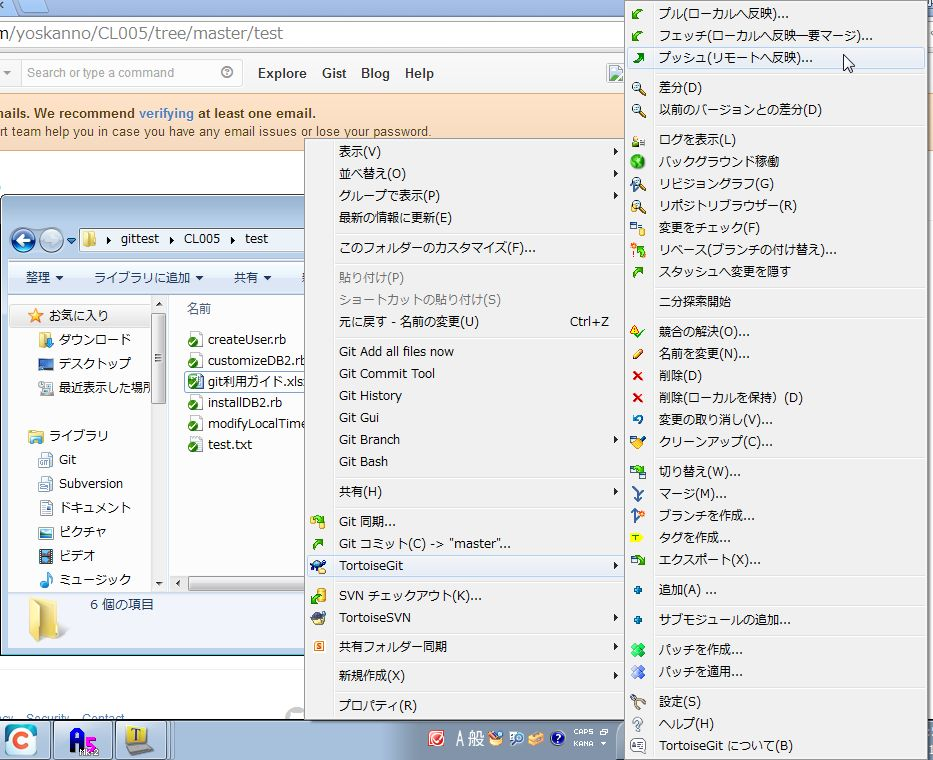 m/yoskanno/CL005/tree/master/test
Search or type a command
Explore Gist Blog Help
mails. We recommend verifying at least one email.
rt team help you in case you have any email issues or lose your password.
gittest CL005 test
整理 ライブラリに追加 共有
お気に入り
ダウンロード
デスクトップ
最近表示した場所
ライブラリ
Git
Subversion
ドキュメント
ピクチャ
ビデオ
ミュージック
名前
createUser.rb
customizeDB2.rb
git利用ガイド.xls
installDB2.rb
modifyLocalTime
test.txt
6 個の項目
Security Contact
表示(V)
並べ替え(O)
グループで表示(P)
最新の情報に更新(E)
このフォルダーのカスタマイズ(F)...
貼り付け(P)
ショートカットの貼り付け(S)
元に戻す - 名前の変更(U) Ctrl+Z
Git Add all files now
Git Commit Tool
Git History
Git Gui
Git Branch
Git Bash
共有(H)
Git 同期...
Git コミット(C) -> "master"...
TortoiseGit
SVN チェックアウト(K)...
TortoiseSVN
共有フォルダー同期
新規作成(X)
プロパティ(R)
プル(ローカルへ反映)...
フェッチ(ローカルへ反映―要マージ)...
プッシュ(リモートへ反映)...
差分(D)
以前のバージョンとの差分(D)
ログを表示(L)
バックグラウンド稼働
リビジョングラフ(G)
リポジトリブラウザー(R)
変更をチェック(F)
リベース(ブランチの付け替え)...
スタッシュへ変更を隠す
二分探索開始
競合の解決(O)...
名前を変更(N)...
削除(D)
削除(ローカルを保持）(D)
変更の取り消し(V)...
クリーンアップ(C)...
切り替え(W)...
マージ(M)...
ブランチを作成...
タグを作成...
エクスポート(X)...
追加(A) ...
サブモジュールの追加...
パッチを作成...
パッチを適用...
設定(S)
ヘルプ(H)
TortoiseGit について(B)
A 般
CAPS
KANA